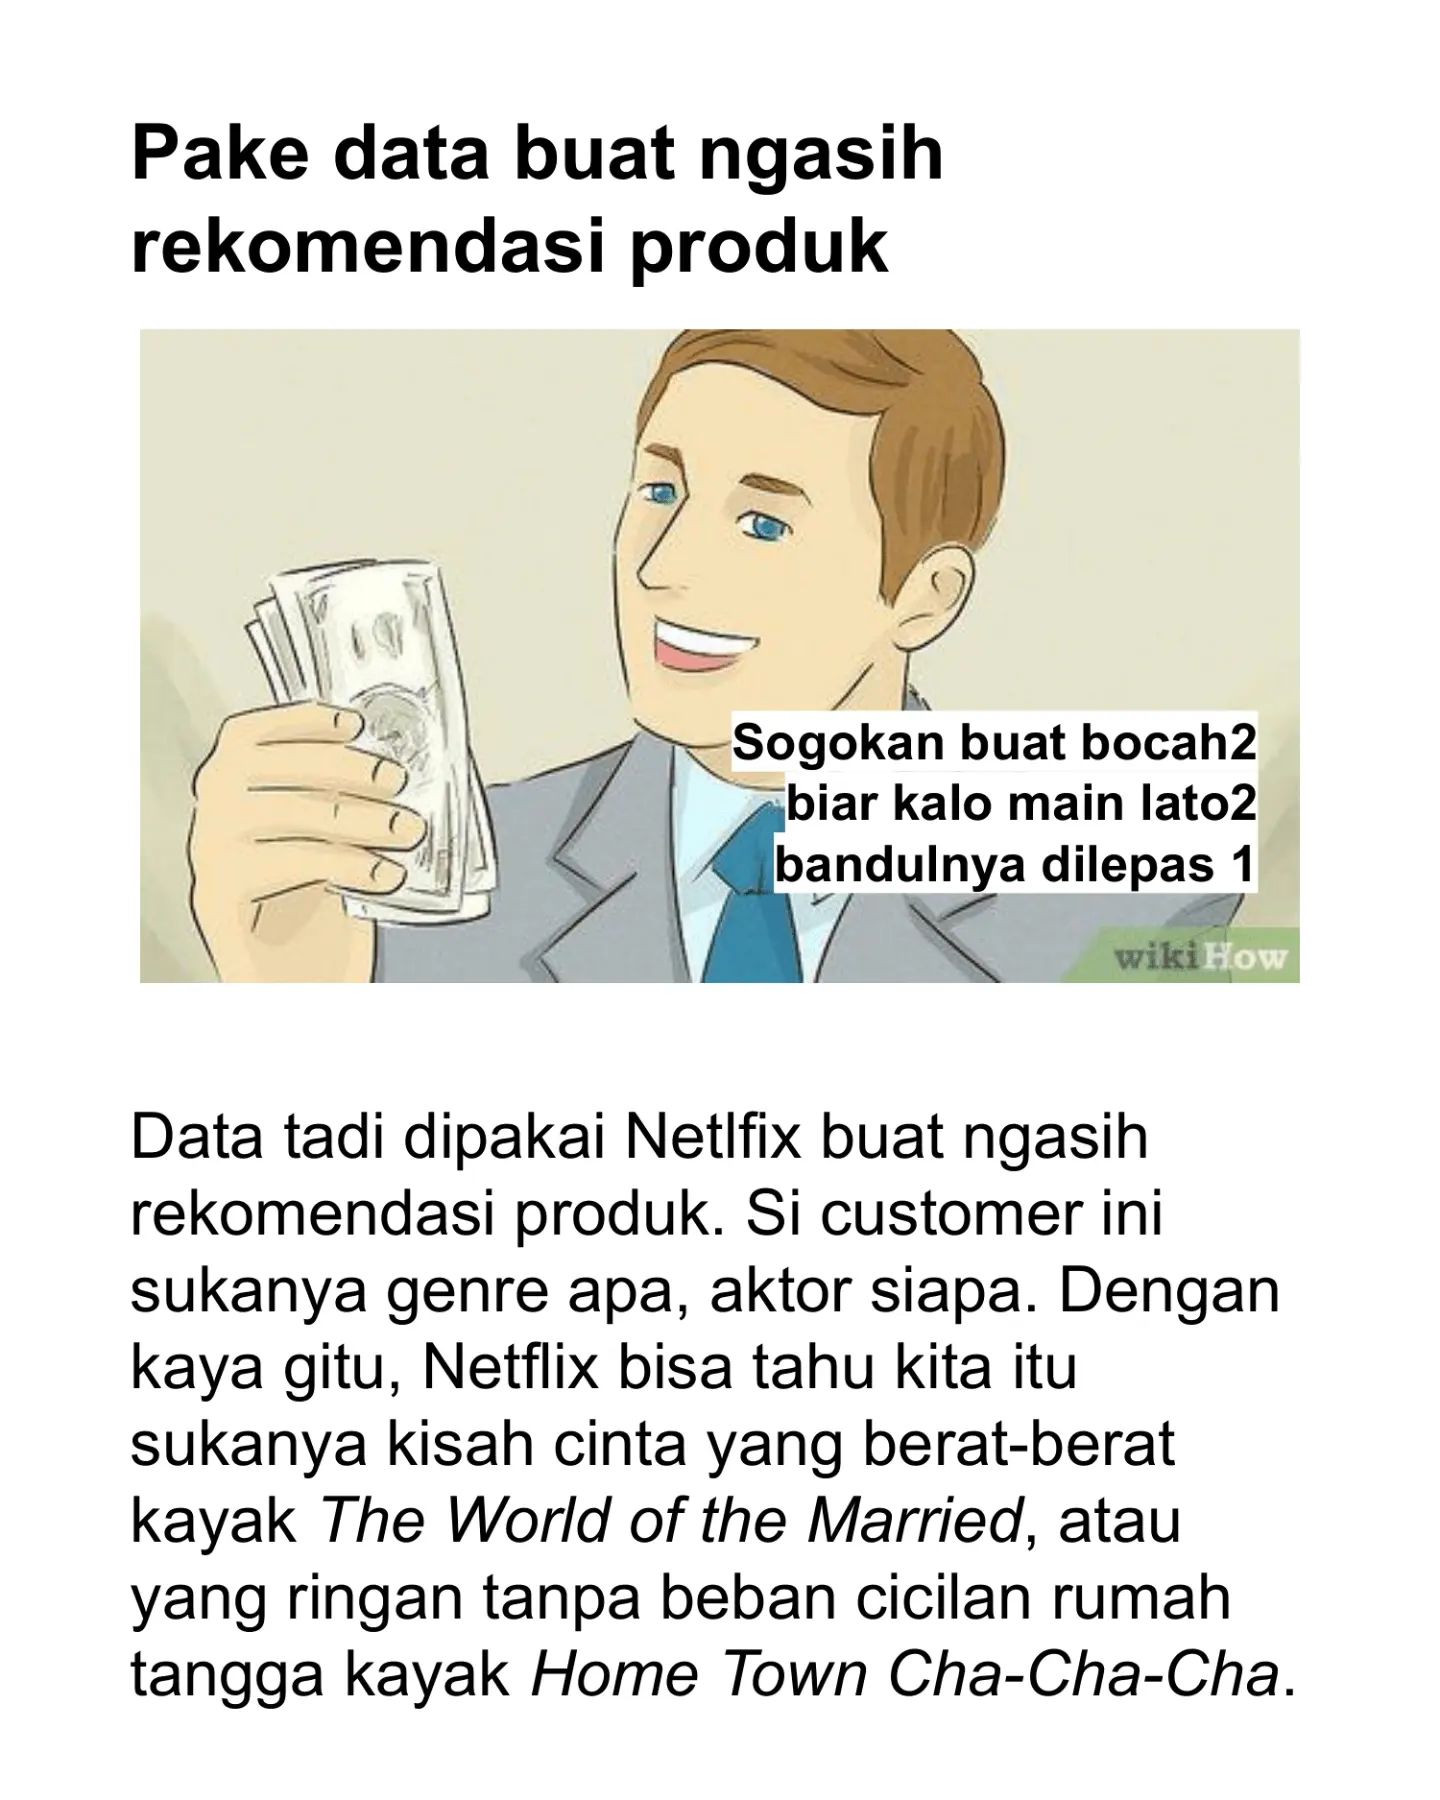 Pake data buat ngasih
rekomendasi produk
Sogokan buat bocah2
biar kalo main lato2
bandulnya dilepas 1
wikiHow
Data tadi dipakai Netlfix buat ngasih
rekomendasi produk. Si customer ini
sukanya genre apa, aktor siapa. Dengan
kaya gitu, Netflix bisa tahu kita itu
sukanya kisah cinta yang berat-berat
kayak The World of the Married, atau
yang ringan tanpa beban cicilan rumah
tangga kayak Home Town Cha-Cha-Cha.